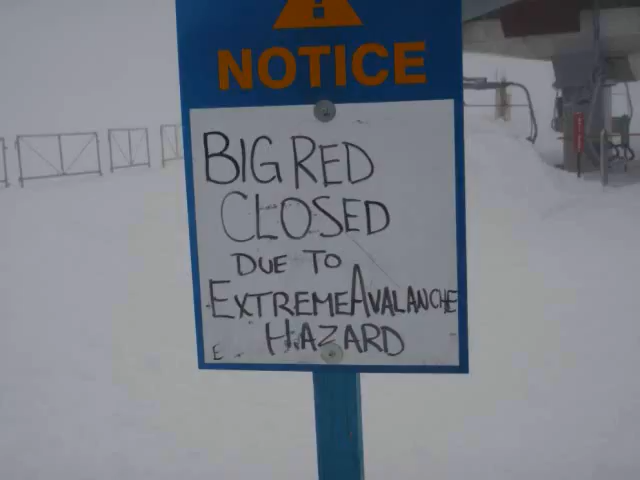 NOTICE
BIG RED
CLOSED
DUE TO
EXTREME AVALANCHE
HAZARD
E